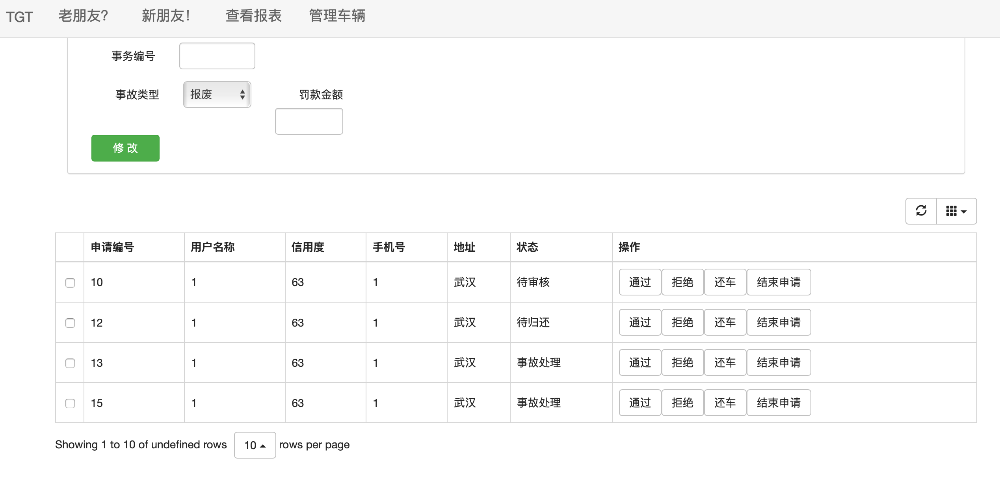 TGT 老朋友? 新朋友! 查看报表 管理车辆
事务编号
事故类型 报废 罚款金额
修 改
申请编号 用户名称 信用度 手机号 地址 状态 操作
10 1 63 1 武汉 待审核 通过 拒绝 还车 结束申请
12 1 63 1 武汉 待归还 通过 拒绝 还车 结束申请
13 1 63 1 武汉 事故处理 通过 拒绝 还车 结束申请
15 1 63 1 武汉 事故处理 通过 拒绝 还车 结束申请
Showing 1 to 10 of undefined rows 10 rows per page